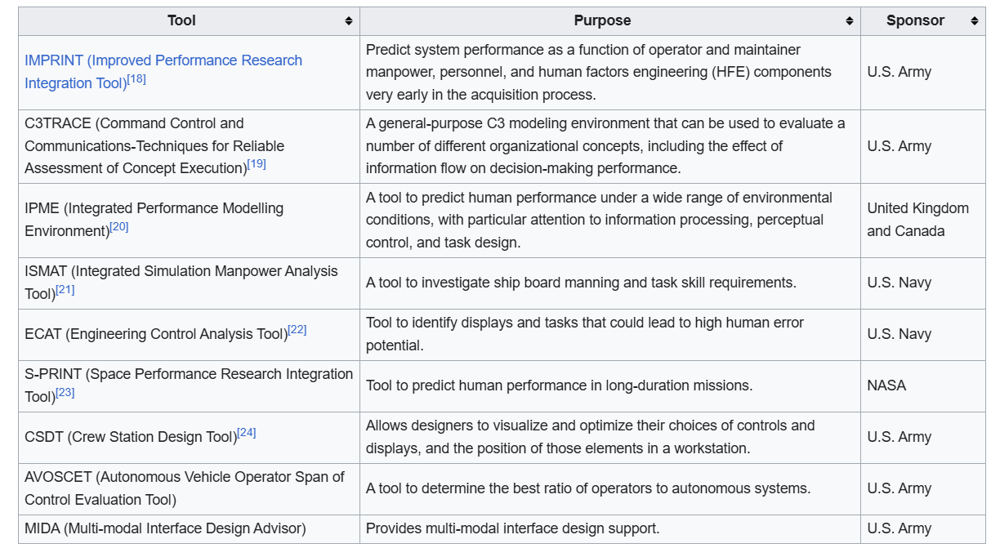 Tool Purpose Sponsor
IMPRINT (Improved Performance Research
Integration Tool)[18]
Predict system performance as a function of operator and maintainer
manpower, personnel, and human factors engineering (HFE) components
very early in the acquisition process.
U.S. Army
C3TRACE (Command Control and
Communications-Techniques for Reliable
Assessment of Concept Execution)[19]
A general-purpose C3 modeling environment that can be used to evaluate a
number of different organizational concepts, including the effect of
information flow on decision-making performance.
U.S. Army
IPME (Integrated Performance Modelling
Environment)[20]
A tool to predict human performance under a wide range of environmental
conditions, with particular attention to information processing, perceptual
control, and task design.
United Kingdom
and Canada
ISMAT (Integrated Simulation Manpower Analysis
Tool)[21]
A tool to investigate ship board manning and task skill requirements.
U.S. Navy
ECAT (Engineering Control Analysis Tool)[22]
Tool to identify displays and tasks that could lead to high human error
potential.
U.S. Navy
S-PRINT (Space Performance Research Integration
Tool)[23]
Tool to predict human performance in long-duration missions.
NASA
CSDT (Crew Station Design Tool)[24]
Allows designers to visualize and optimize their choices of controls and
displays, and the position of those elements in a workstation.
U.S. Army
AVOSCET (Autonomous Vehicle Operator Span of
Control Evaluation Tool)
A tool to determine the best ratio of operators to autonomous systems.
U.S. Army
MIDA (Multi-modal Interface Design Advisor)
Provides multi-modal interface design support.
U.S. Army